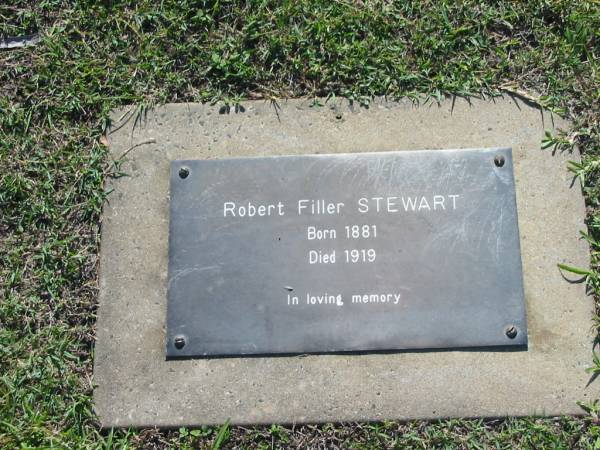 Robert Filler STEWART
Born 1881
Died 1919
In loving memory